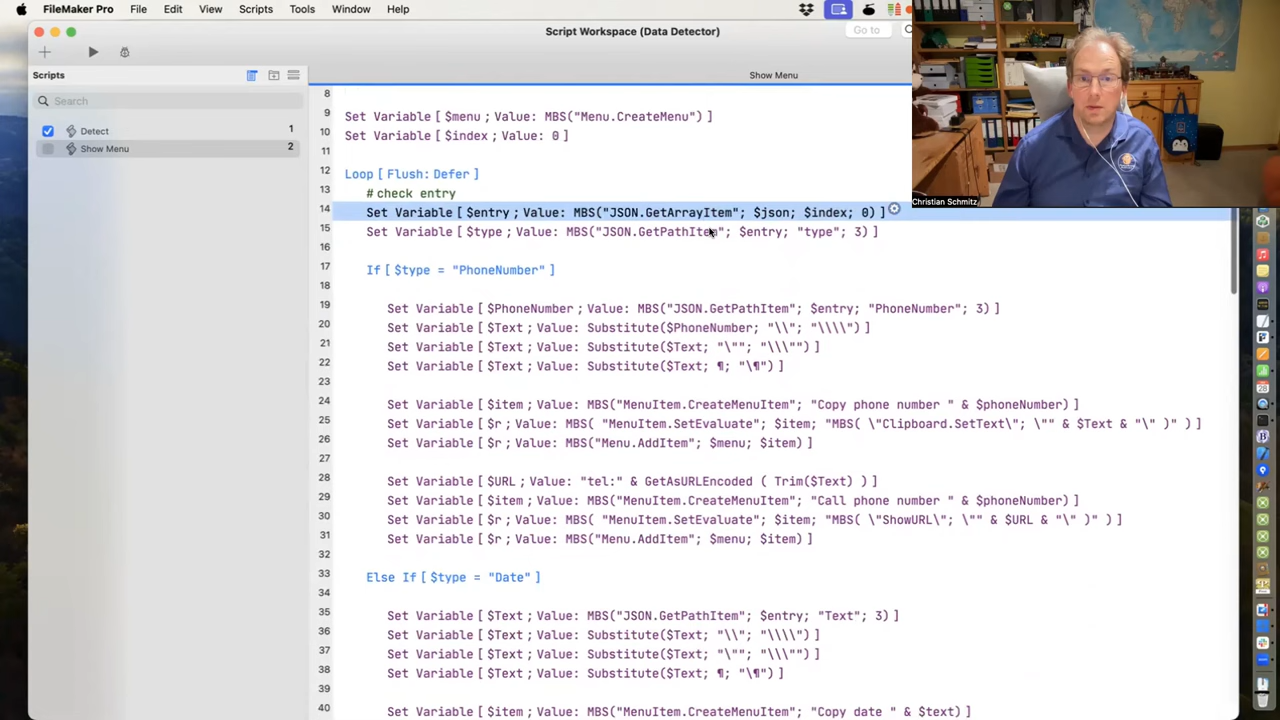 FileMaker Pro File Edit View Scripts Tools Window Help
Script Workspace (Data Detector)
Go to
Scripts
Show Menu
Search
Detect 1
Show Menu 2
8
9 Set Variable [ $menu ; Value: MBS("Menu.CreateMenu") ]
10 Set Variable [ $index ; Value: 0 ]
11
12 Loop [ Flush: Defer ]
13 # check entry
14 Set Variable [ $entry ; Value: MBS("JSON.GetArrayItem"; $json; $index; 0) ]
15 Set Variable [ $type ; Value: MBS("JSON.GetPathItem"; $entry; "type"; 3) ]
16
17 If [ $type = "PhoneNumber" ]
18
19 Set Variable [ $PhoneNumber ; Value: MBS("JSON.GetPathItem"; $entry; "PhoneNumber"; 3) ]
20 Set Variable [ $Text ; Value: Substitute($PhoneNumber; "\\"; "\\\\") ]
21 Set Variable [ $Text ; Value: Substitute($Text; "\""; "\\\"") ]
22 Set Variable [ $Text ; Value: Substitute($Text; ¶; "\¶") ]
23
24 Set Variable [ $item ; Value: MBS("MenuItem.CreateMenuItem"; "Copy phone number " & $phoneNumber) ]
25 Set Variable [ $r ; Value: MBS( "MenuItem.SetEvaluate"; $item; "MBS( \"Clipboard.SetText\"; \"" & $Text & "\" )" ) ]
26 Set Variable [ $r ; Value: MBS("Menu.AddItem"; $menu; $item) ]
27
28 Set Variable [ $URL ; Value: "tel:" & GetAsURLEncoded ( Trim($Text) ) ]
29 Set Variable [ $item ; Value: MBS("MenuItem.CreateMenuItem"; "Call phone number " & $phoneNumber) ]
30 Set Variable [ $r ; Value: MBS( "MenuItem.SetEvaluate"; $item; "MBS( \"ShowURL\"; \"" & $URL & "\" )" ) ]
31 Set Variable [ $r ; Value: MBS("Menu.AddItem"; $menu; $item) ]
32
33 Else If [ $type = "Date" ]
34
35 Set Variable [ $Text ; Value: MBS("JSON.GetPathItem"; $entry; "Text"; 3) ]
36 Set Variable [ $Text ; Value: Substitute($Text; "\\"; "\\\\") ]
37 Set Variable [ $Text ; Value: Substitute($Text; "\""; "\\\"") ]
38 Set Variable [ $Text ; Value: Substitute($Text; ¶; "\¶") ]
39
40 Set Variable [ $item ; Value: MBS("MenuItem.CreateMenuItem"; "Copy date " & $text) ]
Christian Schmitz
28